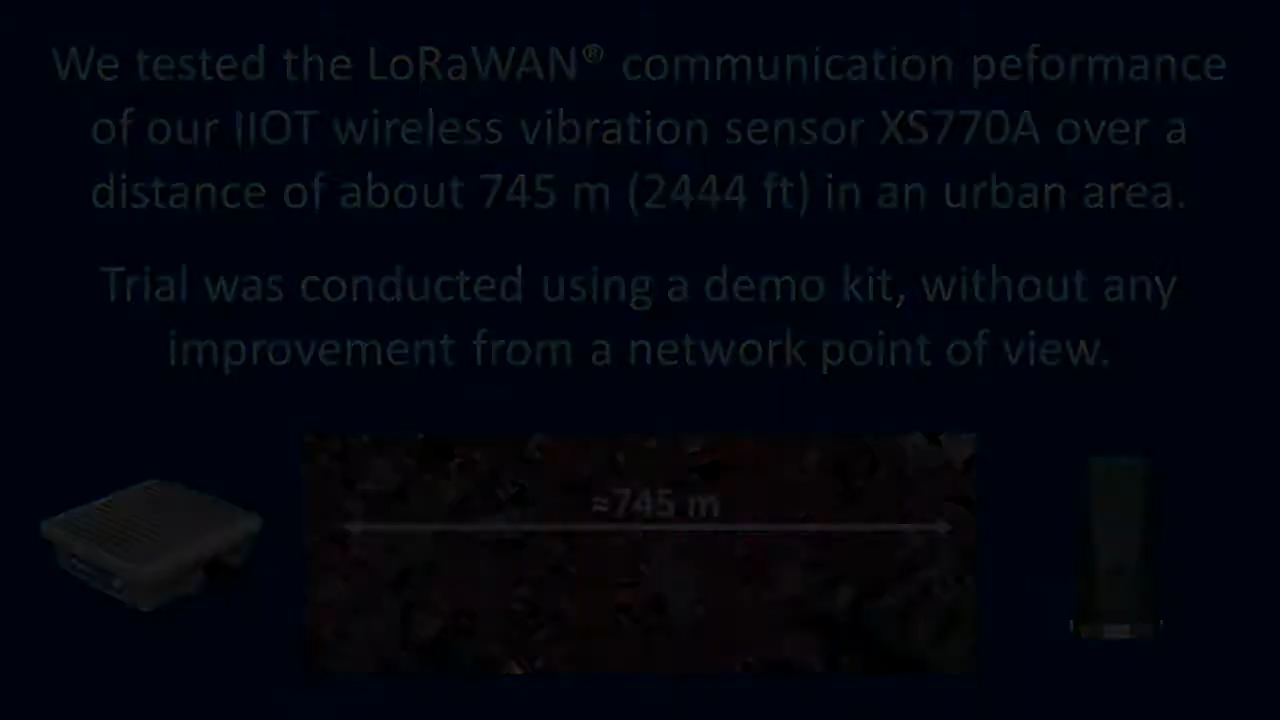 We tested the LoRaWAN® communication peformance
of our IIOT wireless vibration sensor XS770A over a
distance of about 745 m (2444 ft) in an urban area.
Trial was conducted using a demo kit, without any
improvement from a network point of view.
≈745 m